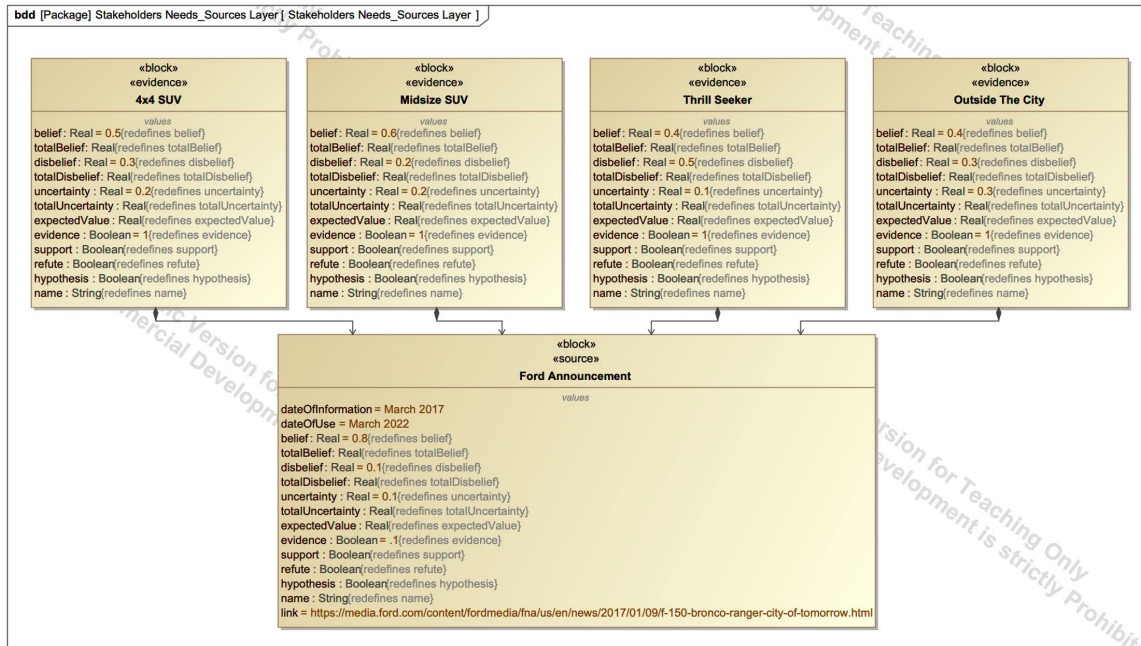 bdd [Package] Stakeholders Needs_Sources Layer [ Stakeholders Needs_Sources Layer ]
«block»
«evidence»
4x4 SUV
values
belief : Real = 0.5{redefines belief}
totalBelief : Real{redefines totalBelief}
disbelief : Real = 0.3{redefines disbelief}
totalDisbelief : Real{redefines totalDisbelief}
uncertainty : Real = 0.2{redefines uncertainty}
totalUncertainty : Real{redefines totalUncertainty}
expectedValue : Real{redefines expectedValue}
evidence : Boolean = 1{redefines evidence}
support : Boolean{redefines support}
refute : Boolean{redefines refute}
hypothesis : Boolean{redefines hypothesis}
name : String{redefines name}
«block»
«evidence»
Midsize SUV
values
belief : Real = 0.6{redefines belief}
totalBelief : Real{redefines totalBelief}
disbelief : Real = 0.2{redefines disbelief}
totalDisbelief : Real{redefines totalDisbelief}
uncertainty : Real = 0.2{redefines uncertainty}
totalUncertainty : Real{redefines totalUncertainty}
expectedValue : Real{redefines expectedValue}
evidence : Boolean = 1{redefines evidence}
support : Boolean{redefines support}
refute : Boolean{redefines refute}
hypothesis : Boolean{redefines hypothesis}
name : String{redefines name}
«block»
«evidence»
Thrill Seeker
values
belief : Real = 0.4{redefines belief}
totalBelief : Real{redefines totalBelief}
disbelief : Real = 0.5{redefines disbelief}
totalDisbelief : Real{redefines totalDisbelief}
uncertainty : Real = 0.1{redefines uncertainty}
totalUncertainty : Real{redefines totalUncertainty}
expectedValue : Real{redefines expectedValue}
evidence : Boolean = 1{redefines evidence}
support : Boolean{redefines support}
refute : Boolean{redefines refute}
hypothesis : Boolean{redefines hypothesis}
name : String{redefines name}
«block»
«evidence»
Outside The City
values
belief : Real = 0.4{redefines belief}
totalBelief : Real{redefines totalBelief}
disbelief : Real = 0.3{redefines disbelief}
totalDisbelief : Real{redefines totalDisbelief}
uncertainty : Real = 0.3{redefines uncertainty}
totalUncertainty : Real{redefines totalUncertainty}
expectedValue : Real{redefines expectedValue}
evidence : Boolean = 1{redefines evidence}
support : Boolean{redefines support}
refute : Boolean{redefines refute}
hypothesis : Boolean{redefines hypothesis}
name : String{redefines name}
«block»
«source»
Ford Announcement
values
dateOfInformation = March 2017
dateOfUse = March 2022
belief : Real = 0.8{redefines belief}
totalBelief : Real{redefines totalBelief}
disbelief : Real = 0.1{redefines disbelief}
totalDisbelief : Real{redefines totalDisbelief}
uncertainty : Real = 0.1{redefines uncertainty}
totalUncertainty : Real{redefines totalUncertainty}
expectedValue : Real{redefines expectedValue}
evidence : Boolean = .1{redefines evidence}
support : Boolean{redefines support}
refute : Boolean{redefines refute}
hypothesis : Boolean{redefines hypothesis}
name : String{redefines name}
link = https://media.ford.com/content/fordmedia/fna/us/en/news/2017/01/09/f-150-bronco-ranger-city-of-tomorrow.html